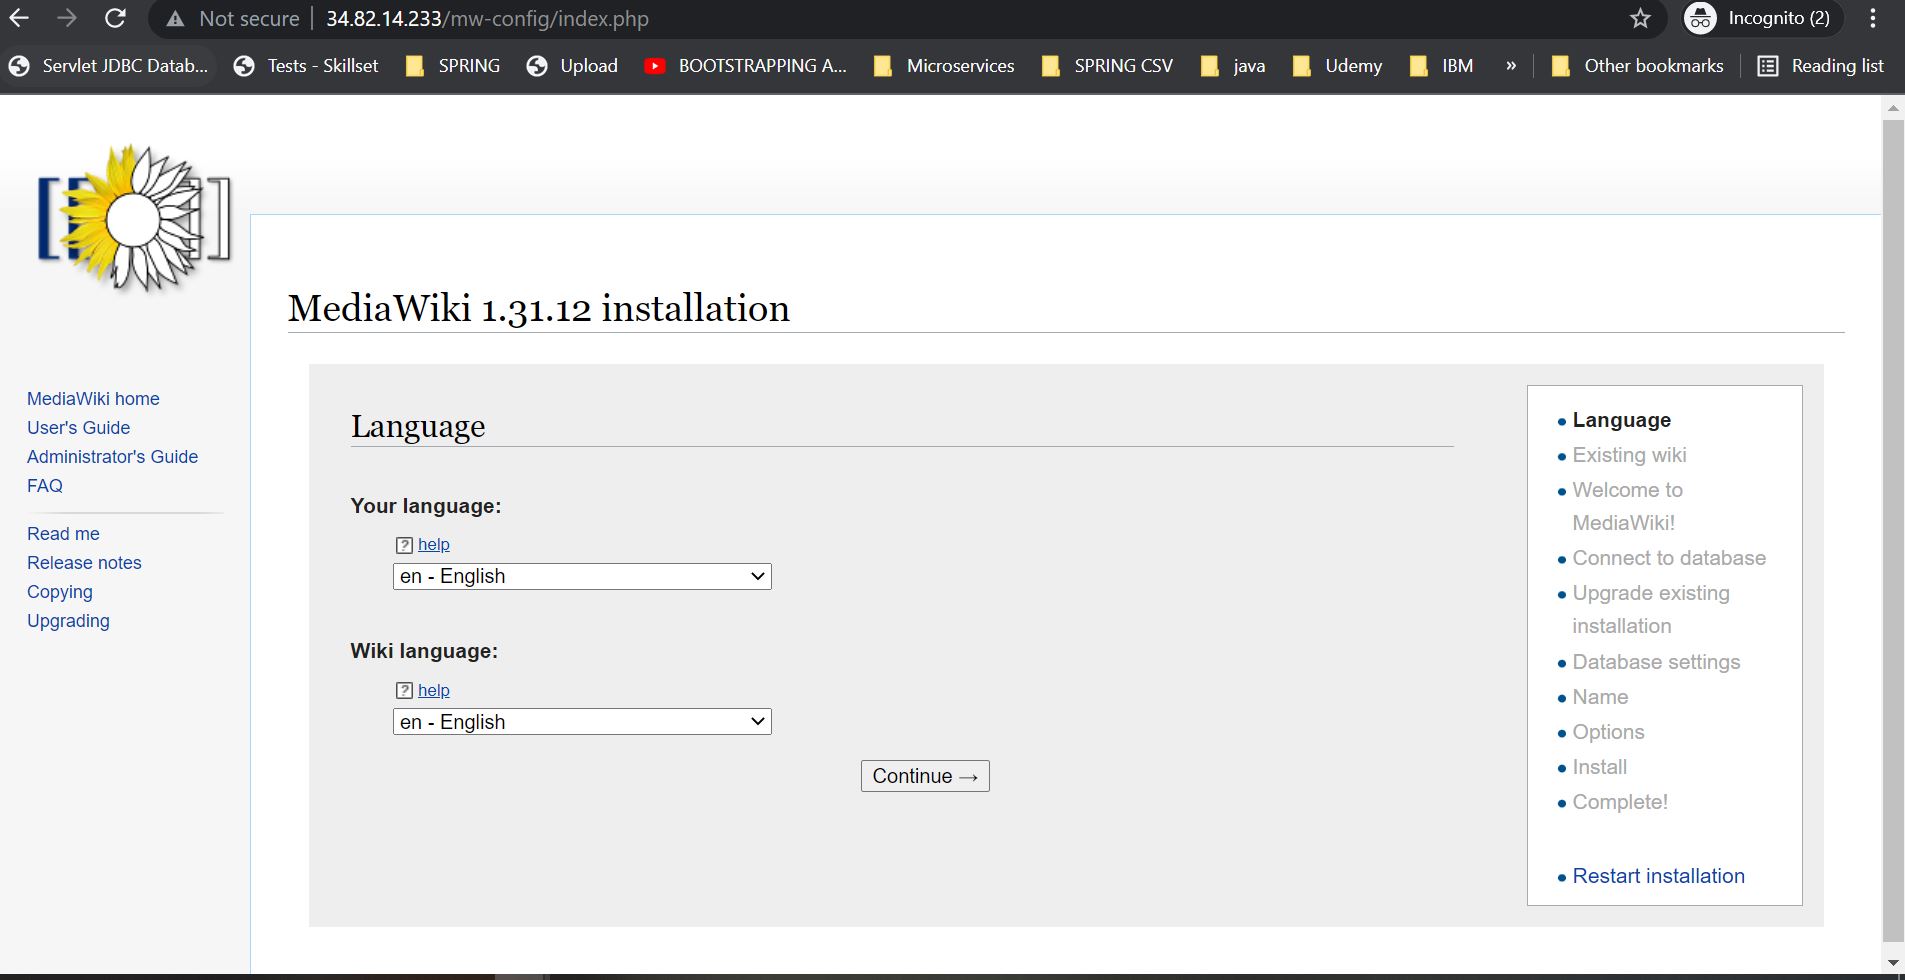 Not secure
34.82.14.233/mw-config/index.php
Incognito (2)
Servlet JDBC Datab...
Tests - Skillset
SPRING
Upload
BOOTSTRAPPING A...
Microservices
SPRING CSV
java
Udemy
IBM
»
Other bookmarks
Reading list
MediaWiki 1.31.12 installation
MediaWiki home
User's Guide
Administrator's Guide
FAQ
Read me
Release notes
Copying
Upgrading
Language
Your language:
? help
en - English
Wiki language:
? help
en - English
Continue →
Language
Existing wiki
Welcome to
MediaWiki!
Connect to database
Upgrade existing
installation
Database settings
Name
Options
Install
Complete!
Restart installation